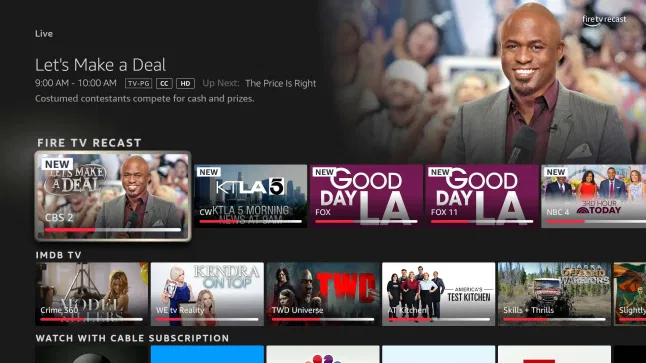 Live
fire tv recast
Let's Make a Deal
9:00 AM - 10:00 AM TV-PG CC HD Up Next: The Price Is Right
Costumed contestants compete for cash and prizes.
FIRE TV RECAST
NEW
LET'S MAKE
A DEAL
CBS 2
NEW
KTLA 5
KTLA 5 MORNING
NEWS AT 9AM
CW
NEW
GOOD
DAY
LA
FOX
NEW
GOOD
DAY
LA
FOX 11
NEW
3RD HOUR
TODAY
NBC 4
IMDB TV
MODEL
KILLERS
Crime 360
KENDRA
ON TOP
WE tv Reality
TWD
TWD Universe
AMERICA'S
TEST KITCHEN
AT Kitchen
Skills + Thrills
Slightly
WATCH WITH CABLE SUBSCRIPTION